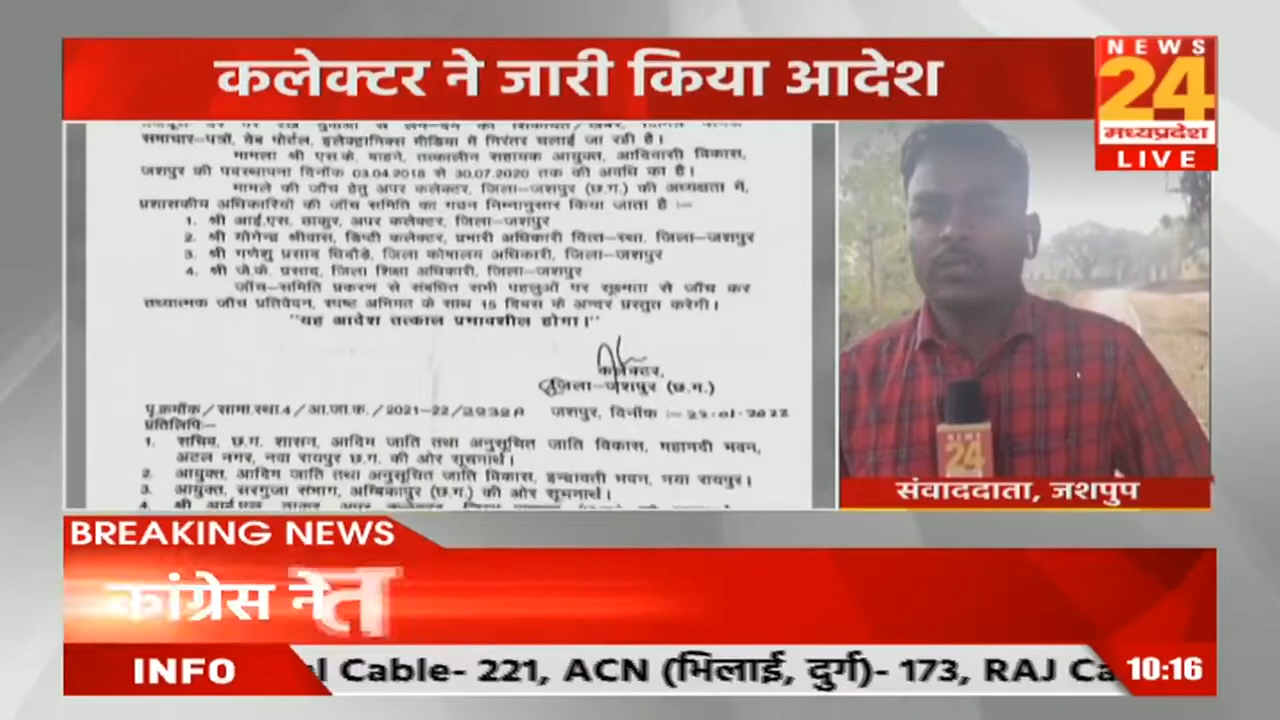 कलेक्टर ने जारी किया आदेश
NEWS
24
मध्यप्रदेश
LIVE
समाचार-पत्रों, वेब पोर्टल, इलेक्ट्रानिक्स मीडिया में निरंतर चलाई जा रही है।
मामला श्री एस.के. वाहने, तत्कालीन सहायक आयुक्त, आदिवासी विकास,
जशपुर की पदस्थापना दिनाँक 03.04.2018 से 30.07.2020 तक की अवधि का है।
मामले की जाँच हेतु अपर कलेक्टर, जिला-जशपुर (छ.ग.) की अध्यक्षता में,
प्रशासकीय अधिकारियों की जाँच समिति का गठन निम्नानुसार किया जाता है :-
1. श्री आई.एस. ठाकुर, अपर कलेक्टर, जिला-जशपुर
2. श्री योगेन्द्र श्रीवास, डिप्टी कलेक्टर, प्रभारी अधिकारी वित्त-स्था, जिला-जशपुर
3. श्री गणेशु प्रसाद, जिला कोषालय अधिकारी, जिला-जशपुर
4. श्री जे.के. प्रसाद, जिला शिक्षा अधिकारी, जिला-जशपुर
जाँच-समिति प्रकरण से संबंधित सभी पहलुओं पर सूक्ष्मता से जाँच कर
तथ्यात्मक जाँच प्रतिवेदन, स्पष्ट अभिमत के साथ 15 दिवस के अन्दर प्रस्तुत करेगी।
"यह आदेश तत्काल प्रभावशील होगा।"
कलेक्टर,
जिला-जशपुर (छ.ग.)
पृ.क्रमाँक/सामा.स्था.4/आ.जा.क./2021-22/ जशपुर, दिनाँक :-
प्रतिलिपि:-
1. सचिव, छ.ग. शासन, आदिम जाति तथा अनुसूचित जाति विकास, महानदी भवन,
अटल नगर, नवा रायपुर छ.ग. की ओर सूचनार्थ।
2. आयुक्त, आदिम जाति तथा अनुसूचित जाति विकास, इन्द्रावती भवन, नवा रायपुर।
3. आयुक्त, सरगुजा संभाग, अम्बिकापुर (छ.ग.) की ओर सूचनार्थ।
NEWS
24
संवाददाता, जशपुप
BREAKING NEWS
कांग्रेस नेत
INFO
l Cable- 221, ACN (भिलाई, दुर्ग)- 173, RAJ Ca
10:16